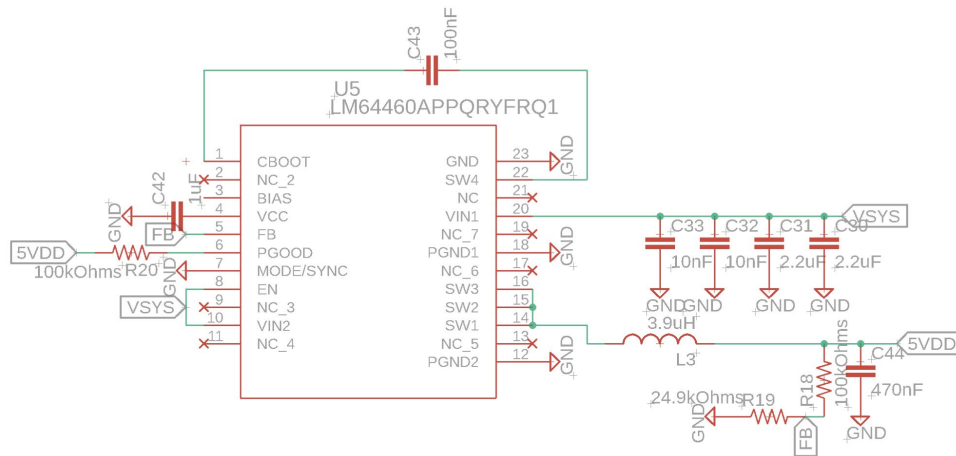 C43
100nF
U5
LM64460APPQRYFRQ1
1 CBOOT GND 23 GND
2 NC_2 SW4 22
3 BIAS NC 21
4 VCC VIN1 20 VSYS
5 FB NC_7 19
6 PGOOD PGND1 18 GND
7 MODE/SYNC NC_6 17
8 EN SW3 16
9 NC_3 SW2 15
10 VIN2 SW1 14
11 NC_4 NC_5 13
PGND2 12 GND
C42
1uF
GND
FB
5VDD
100kOhms R20
GND
VSYS
C33 C32 C31 C30
10nF 10nF 2.2uF 2.2uF
GND GND GND GND
3.9uH
L3
5VDD
R18
100kOhms
C44
470nF
24.9kOhms R19
GND
FB
GND